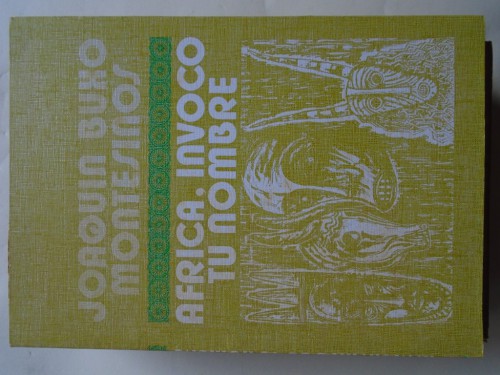 JOAQUIN BUXO
MONTESINOS
AFRICA, INVOCO
TU NOMBRE